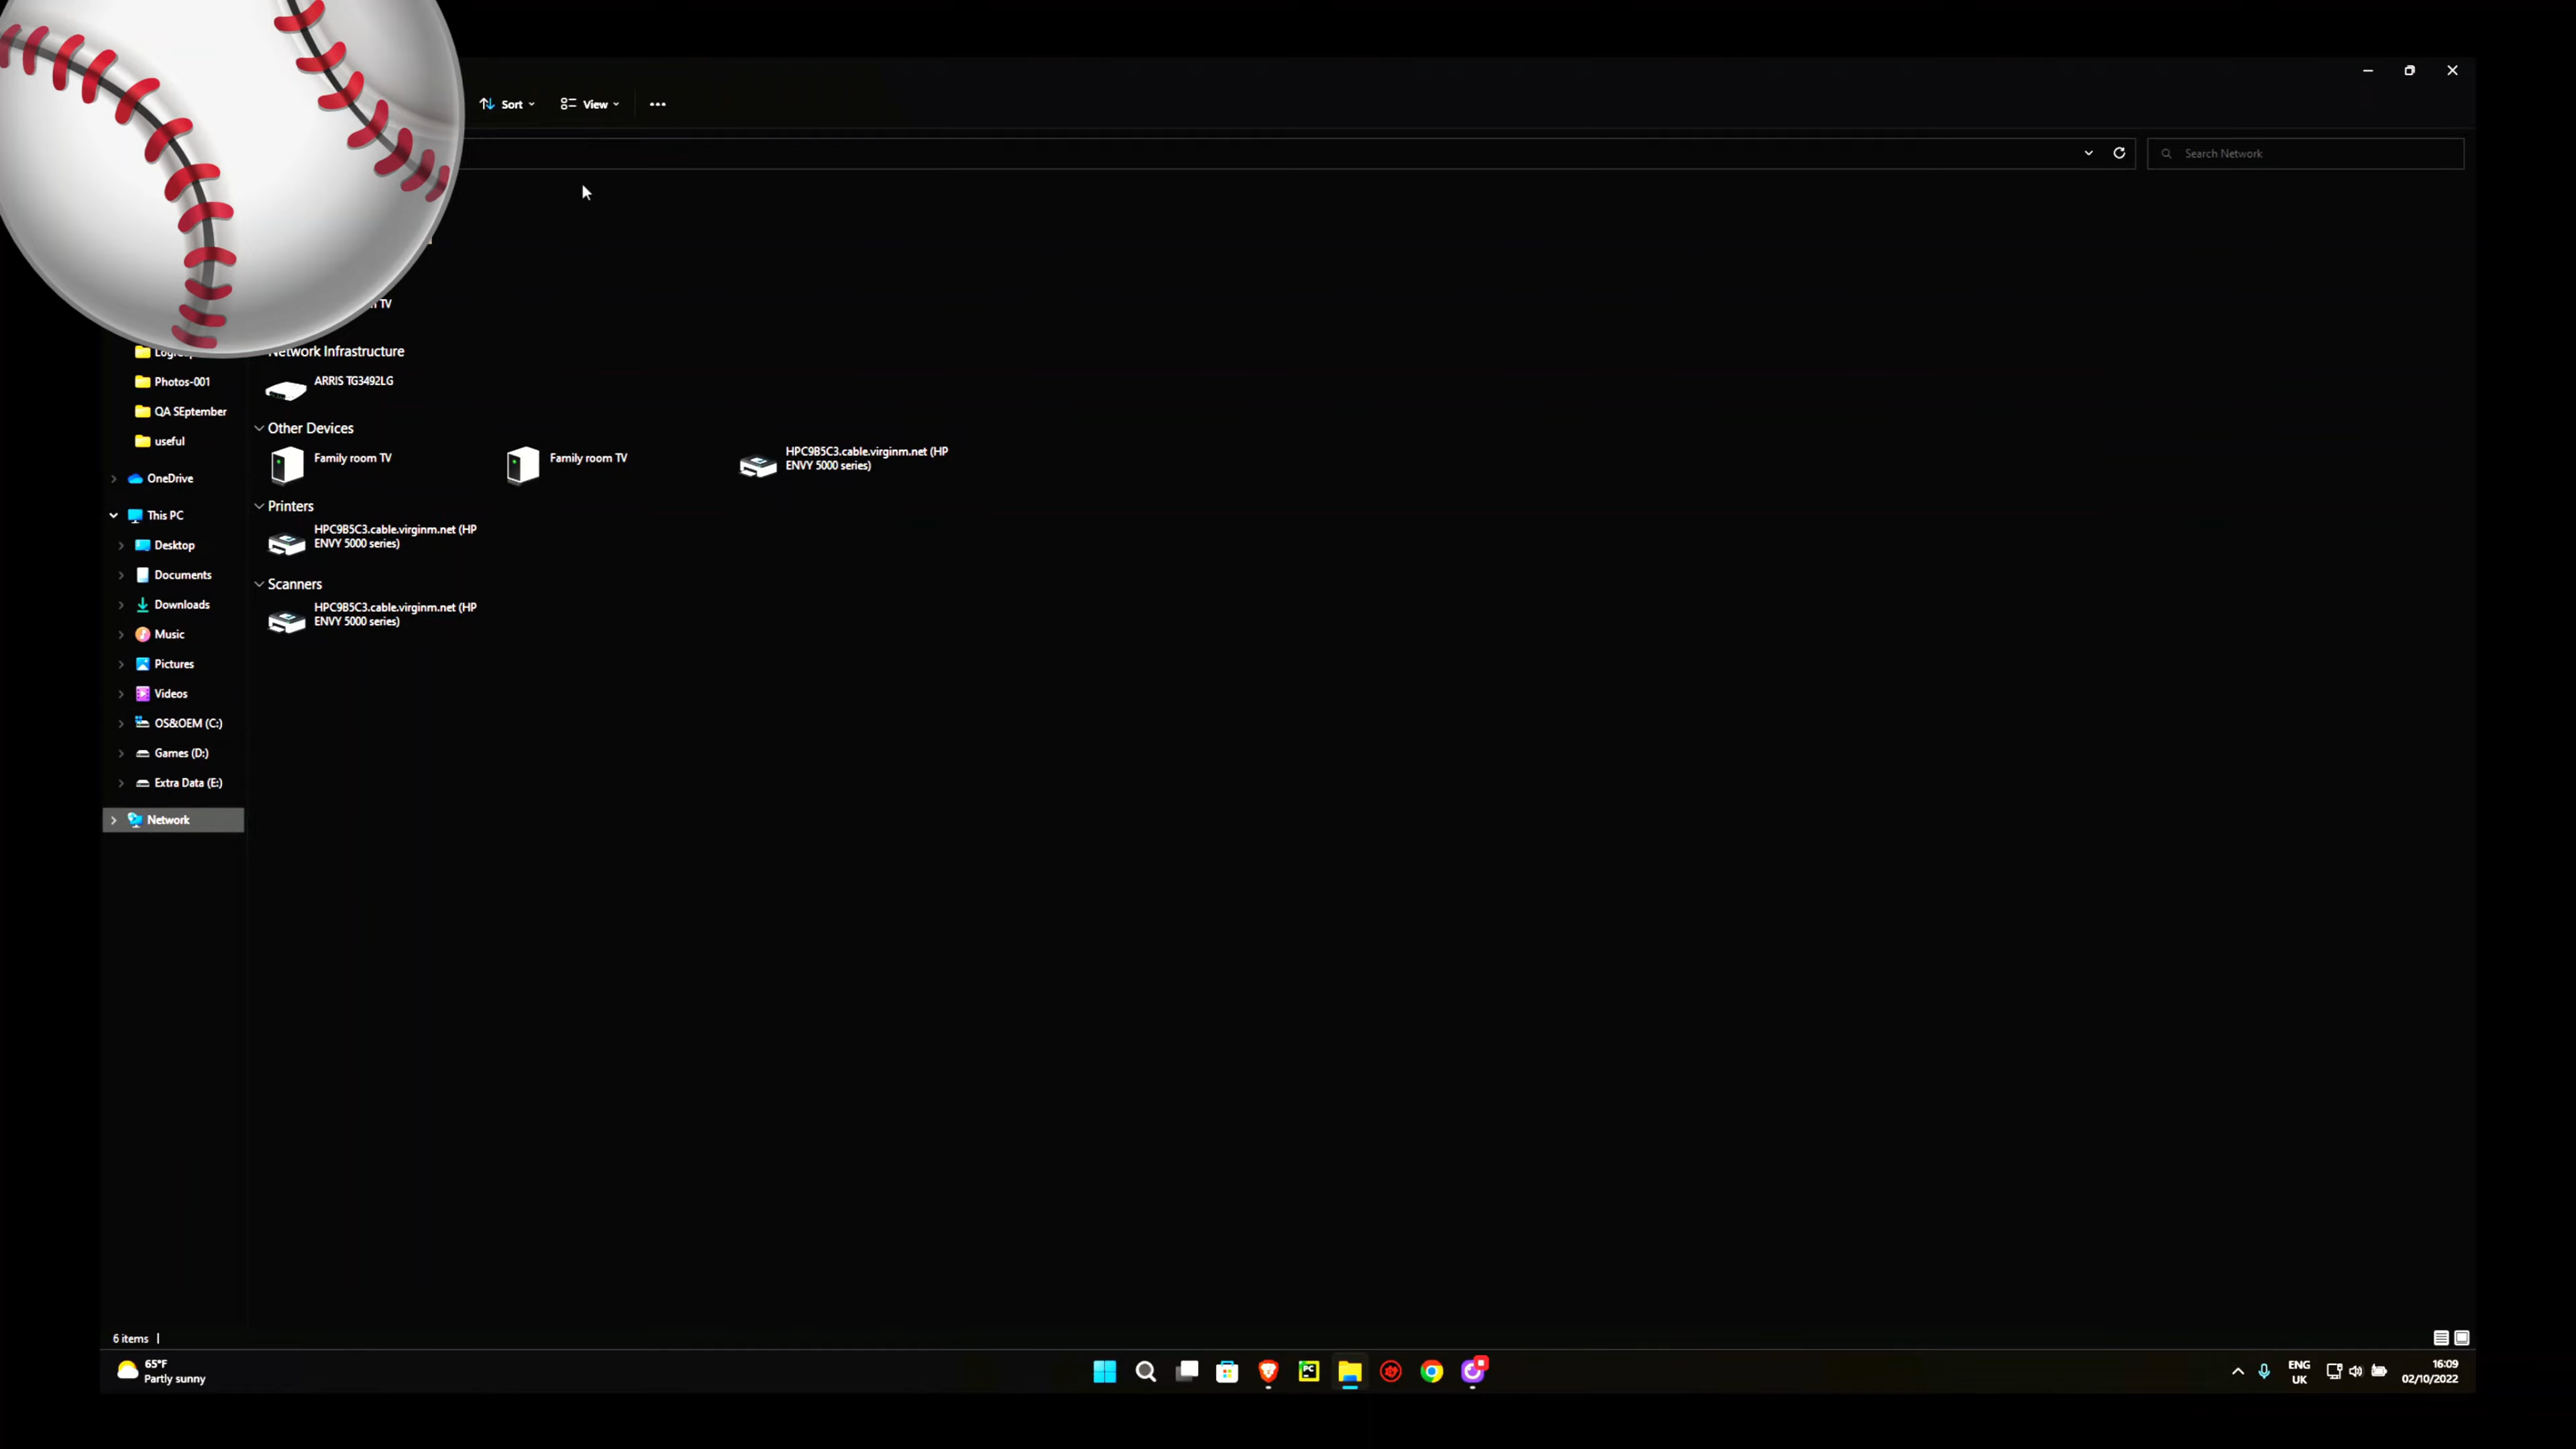 Sort
View
Search Network
TV
Network Infrastructure
Photos-001
ARRIS TG3492LG
QA SEptember
Other Devices
useful
Family room TV
Family room TV
HPC9B5C3.cable.virginm.net (HP
ENVY 5000 series)
OneDrive
Printers
This PC
HPC9B5C3.cable.virginm.net (HP
ENVY 5000 series)
Desktop
Documents
Scanners
Downloads
HPC9B5C3.cable.virginm.net (HP
ENVY 5000 series)
Music
Pictures
Videos
OS&OEM (C:)
Games (D:)
Extra Data (E:)
Network
6 items
65°F
Partly sunny
PC
ENG
UK
16:09
02/10/2022